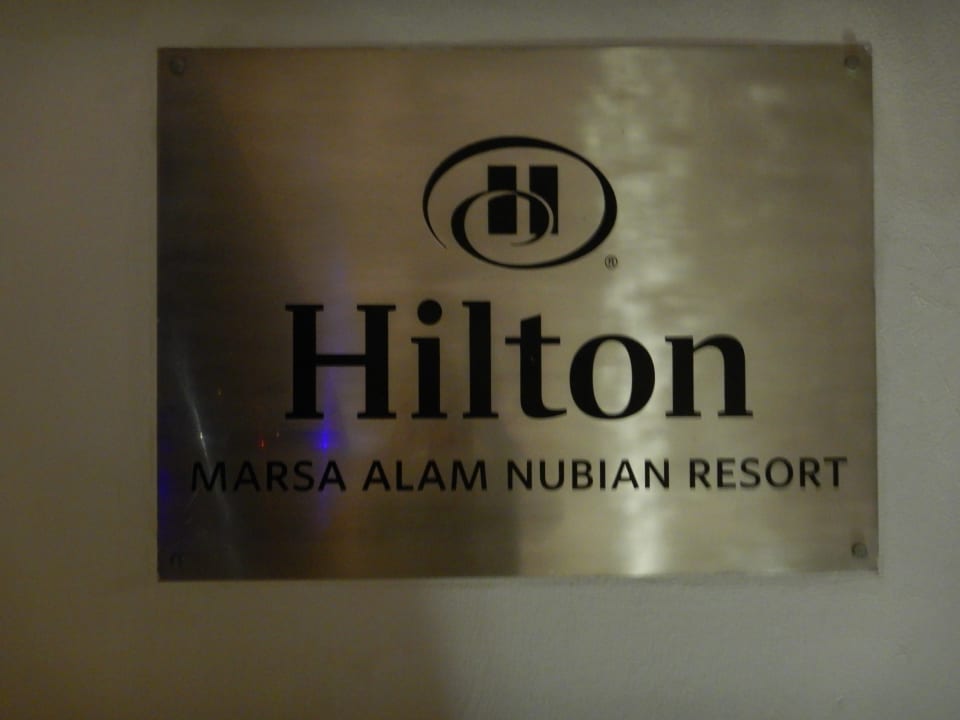 H
®
Hilton
MARSA ALAM NUBIAN RESORT